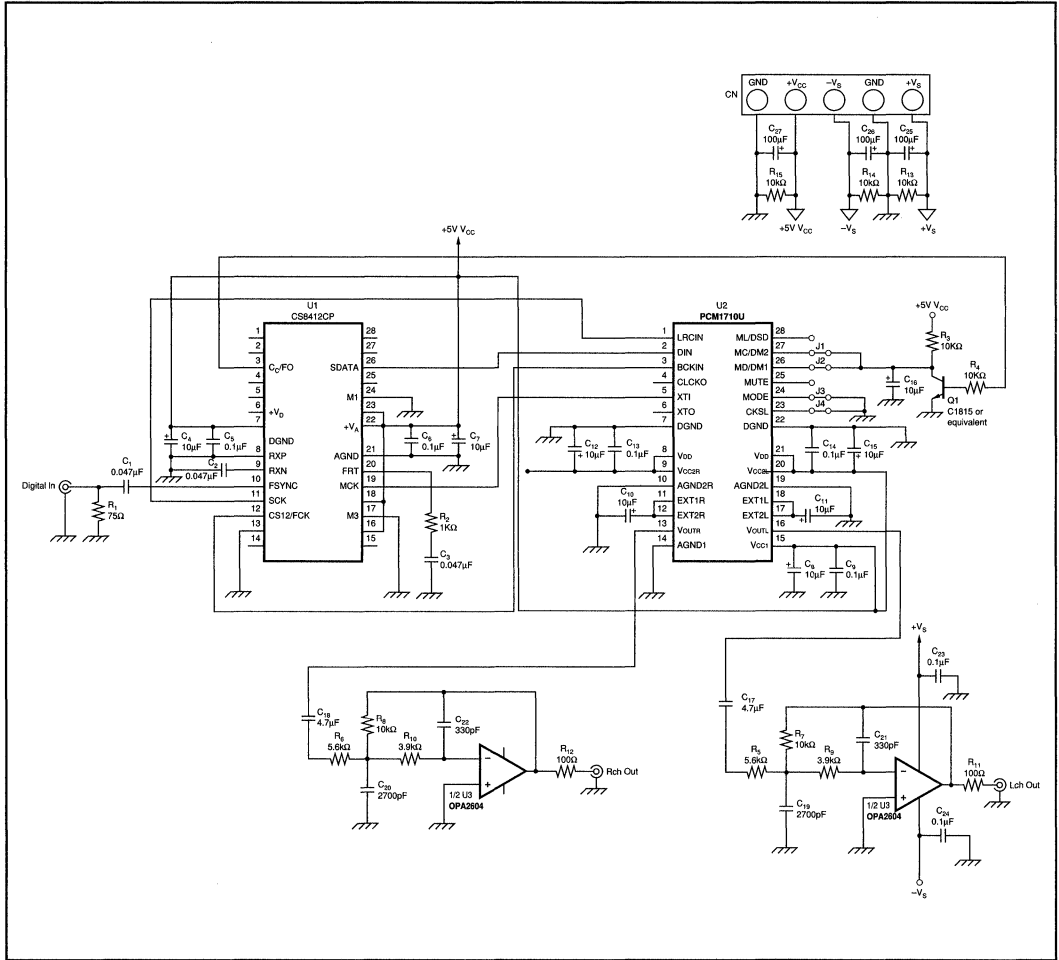 GND +VCC –VS GND +VS
CN
C27 100µF
C26 100µF
C25 100µF
R15 10kΩ
R14 10kΩ
R13 10kΩ
+5V VCC
–VS
+VS
+5V VCC
U1
CS8412CP
1
2
3 CC/FO
4
5
6 +VD
7 DGND
8 RXP
9 RXN
10 FSYNC
11 SCK
12 CS12/FCK
13
14
28
27
SDATA 26
25
M1 24
23
+VA 22
AGND 21
FRT 20
MCK 19
18
M3 17
16
15
C4 10µF
C5 0.1µF
C1 0.047µF
C2 0.047µF
Digital In
R1 75Ω
C6 0.1µF
C7 10µF
R2 1KΩ
C3 0.047µF
U2
PCM1710U
1 LRCIN
2 DIN
3 BCKIN
4 CLCKO
5 XTI
6 XTO
7 DGND
8 VDD
9 VCC2R
10 AGND2R
11 EXT1R
12 EXT2R
13 VOUTR
14 AGND1
ML/DSD 28
MC/DM2 27
MD/DM1 26
MUTE 25
MODE 24
CKSL 23
DGND 22
VDD 21
VCC2L 20
AGND2L 19
EXT1L 18
EXT2L 17
VOUTL 16
VCC1 15
J1
J2
J3
J4
+5V VCC
R3 10KΩ
R4 10KΩ
C16 10µF
Q1
C1815 or
equivalent
C12 10µF
C13 0.1µF
C14 0.1µF
C15 10µF
C10 10µF
C11 10µF
C8 10µF
C9 0.1µF
C18 4.7µF
R6 5.6kΩ
R8 10kΩ
R10 3.9kΩ
C22 330pF
C20 2700pF
–
+
1/2 U3
OPA2604
R12 100Ω
Rch Out
C17 4.7µF
R5 5.6kΩ
R7 10kΩ
R9 3.9kΩ
C21 330pF
C19 2700pF
+VS
C23 0.1µF
–
+
1/2 U3
OPA2604
R11 100Ω
Lch Out
C24 0.1µF
–VS